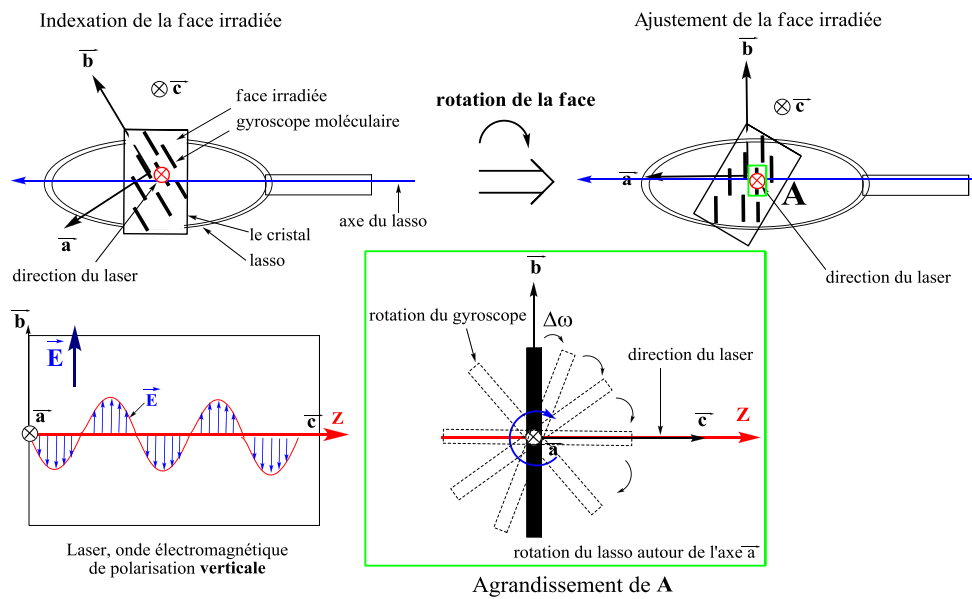 Indexation de la face irradiée
b
c
face irradiée
gyroscope moléculaire
a
axe du lasso
le cristal
lasso
direction du laser
rotation de la face
Ajustement de la face irradiée
b
c
a
A
direction du laser
b
E
E
a
c
Z
Laser, onde électromagnétique
de polarisation verticale
b
rotation du gyroscope
Δω
direction du laser
Z
c
a
rotation du lasso autour de l'axe a
Agrandissement de A